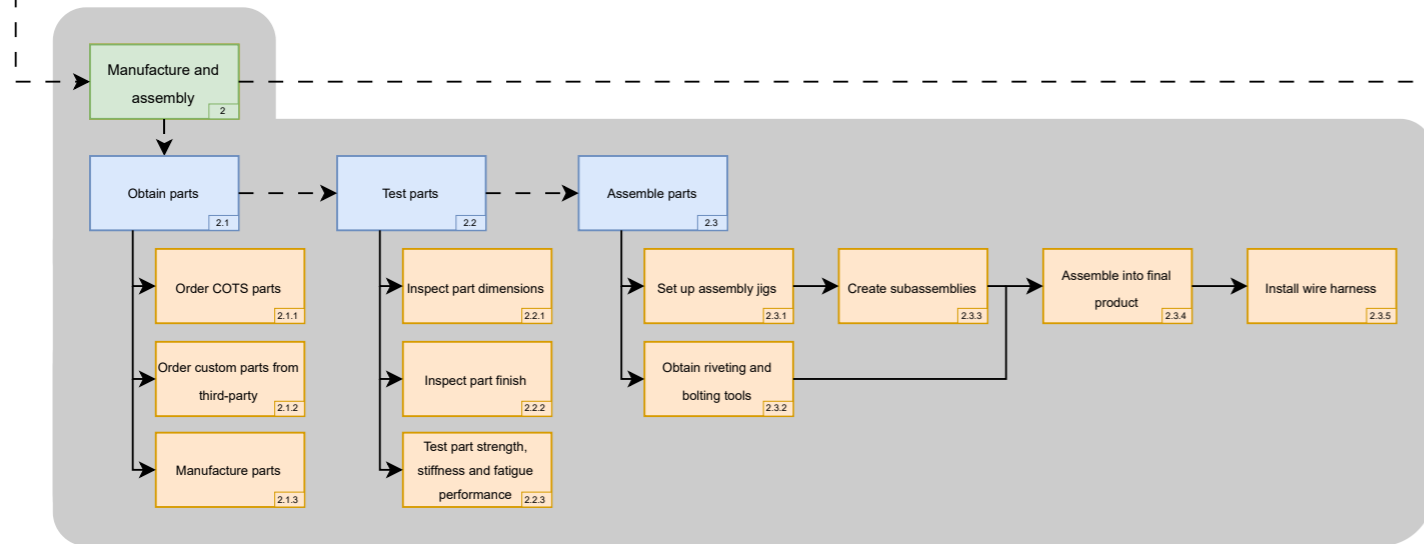 Manufacture and
assembly
2
Obtain parts
2.1
Test parts
2.2
Assemble parts
2.3
Order COTS parts
2.1.1
Inspect part dimensions
2.2.1
Set up assembly jigs
2.3.1
Create subassemblies
2.3.3
Assemble into final
product
2.3.4
Install wire harness
2.3.5
Order custom parts from
third-party
2.1.2
Inspect part finish
2.2.2
Obtain riveting and
bolting tools
2.3.2
Manufacture parts
2.1.3
Test part strength,
stiffness and fatigue
performance
2.2.3